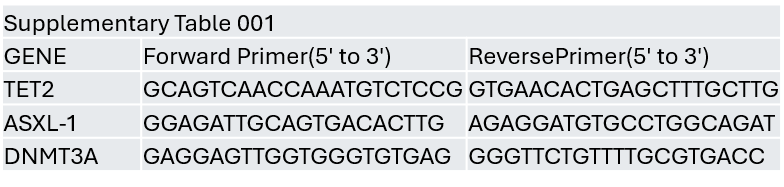 Supplementary Table 001
GENE Forward Primer(5' to 3') ReversePrimer(5' to 3')
TET2 GCAGTCAACCAAATGTCTCCG GTGAACACTGAGCTTTGCTTG
ASXL-1 GGAGATTGCAGTGACACTTG AGAGGATGTGCCTGGCAGAT
DNMT3A GAGGAGTTGGTGGGTGTGAG GGGTTCTGTTTTGCGTGACC